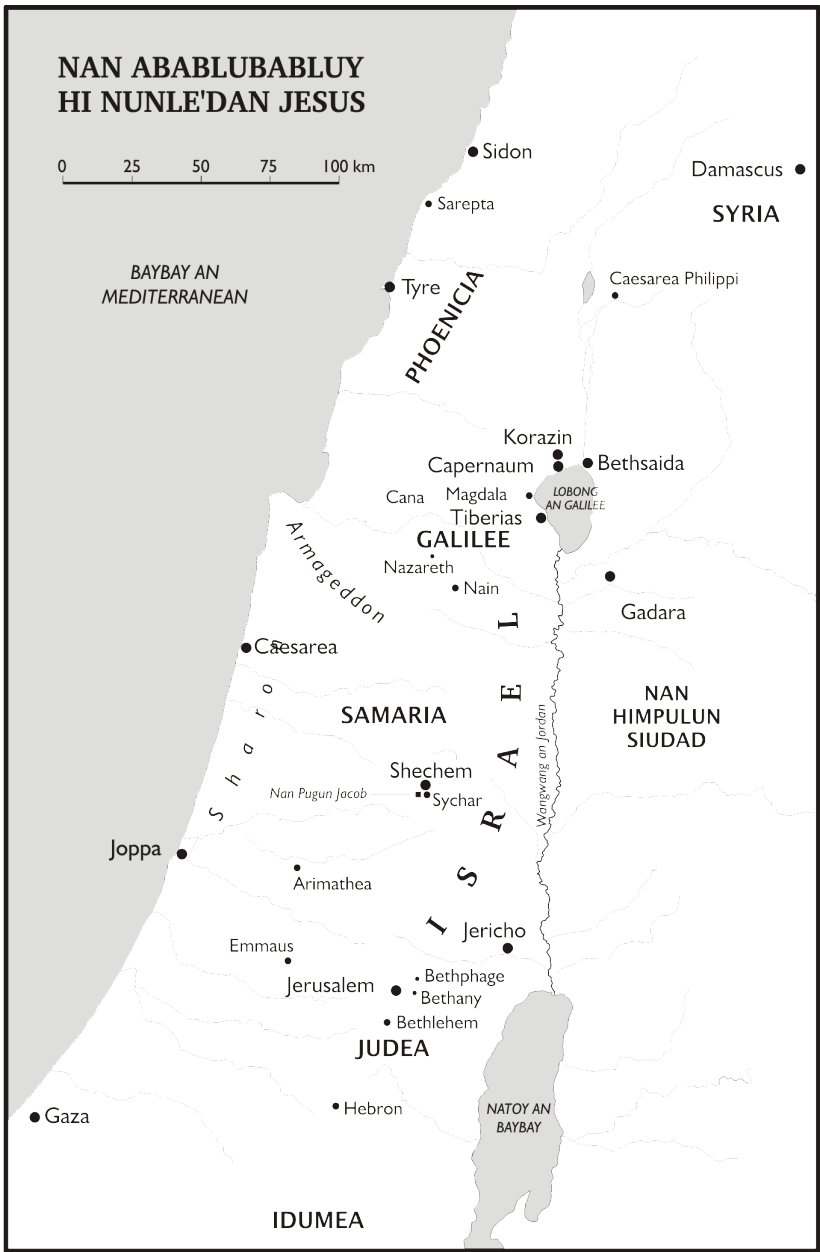 NAN ABABLUBABLUY
HI NUNLE'DAN JESUS
0 25 50 75 100 km
Sidon
Damascus
SYRIA
Sarepta
BAYBAY AN
MEDITERRANEAN
Tyre
PHOENICIA
Caesarea Philippi
Korazin
Capernaum
Bethsaida
Cana
Magdala
LOBONG
AN GALILEE
Tiberias
GALILEE
Armageddon
Nazareth
Nain
Gadara
Caesarea
Sharon
ISRAEL
SAMARIA
NAN
HIMPULUN
SIUDAD
Wangwang an Jordan
Shechem
Nan Pugun Jacob
Sychar
Joppa
Arimathea
Jericho
Emmaus
Jerusalem
Bethphage
Bethany
Bethlehem
JUDEA
Hebron
Gaza
NATOY AN
BAYBAY
IDUMEA